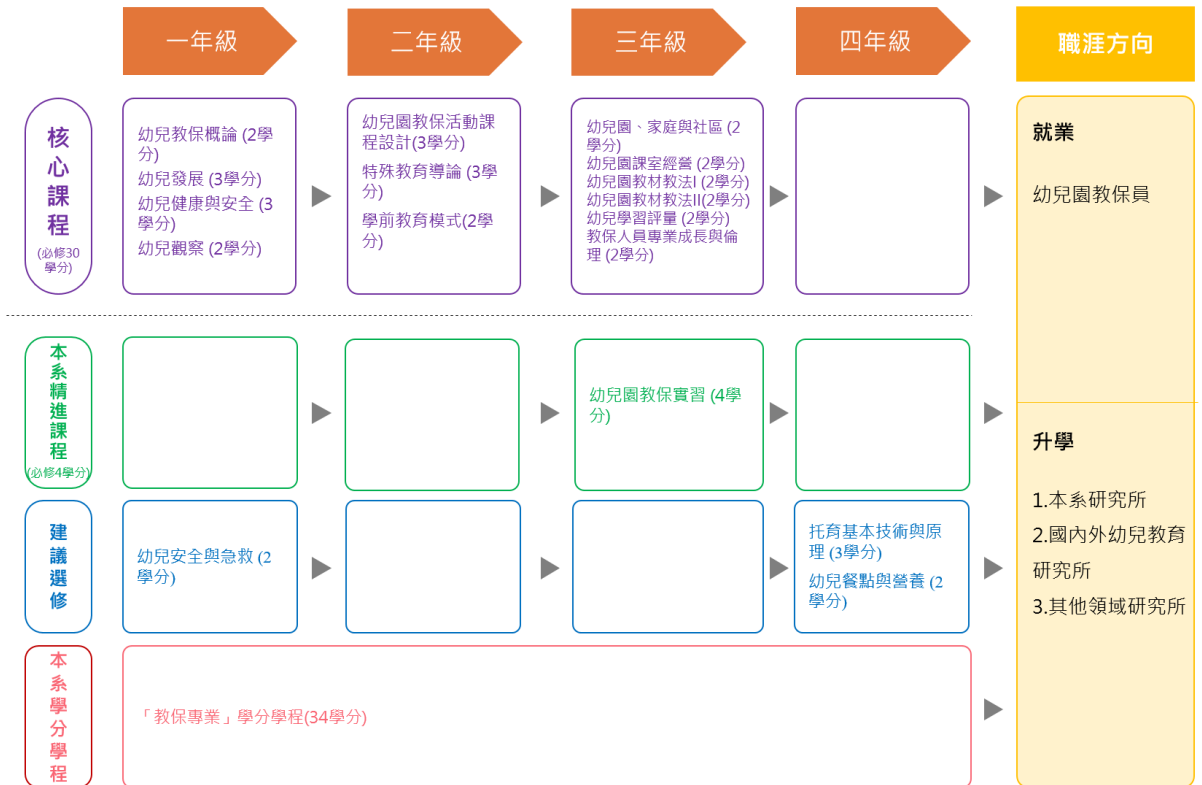 一年級
二年級
三年級
四年級
職涯方向
核
心
課
程
(必修30
學分)
幼兒教保概論 (2學
分)
幼兒發展 (3學分)
幼兒健康與安全 (3
學分)
幼兒觀察 (2學分)
幼兒園教保活動課
程設計(3學分)
特殊教育導論 (3學
分)
學前教育模式(2學
分)
幼兒園、家庭與社區 (2
學分)
幼兒園課室經營 (2學分)
幼兒園教材教法I (2學分)
幼兒園教材教法II(2學分)
幼兒學習評量 (2學分)
教保人員專業成長與倫
理 (2學分)
就業
幼兒園教保員
本
系
精
進
課
程
(必修4學分)
幼兒園教保實習 (4學
分)
升學
1.本系研究所
2.國內外幼兒教育
研究所
3.其他領域研究所
建
議
選
修
幼兒安全與急救 (2
學分)
托育基本技術與原
理 (3學分)
幼兒餐點與營養 (2
學分)
本
系
學
分
學
程
「教保專業」學分學程(34學分)